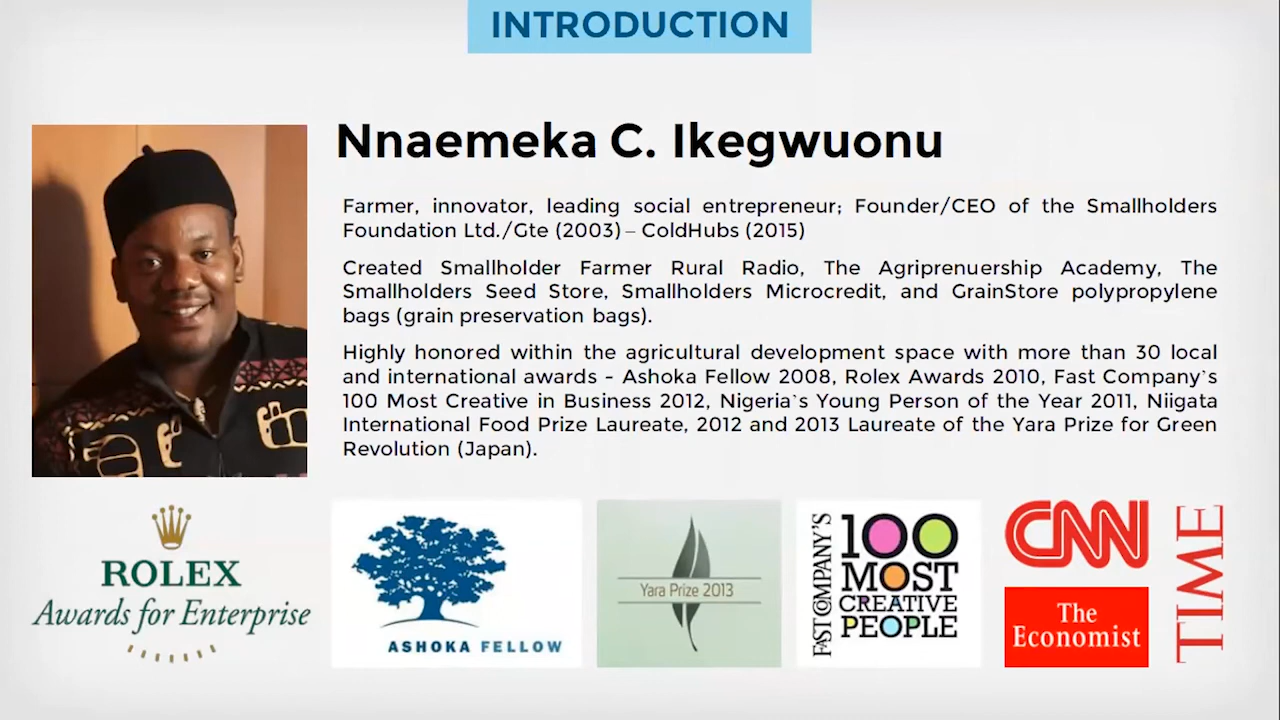 INTRODUCTION
Nnaemeka C. Ikegwuonu
Farmer, innovator, leading social entrepreneur; Founder/CEO of the Smallholders
Foundation Ltd./Gte (2003) – ColdHubs (2015)
Created Smallholder Farmer Rural Radio, The Agriprenuership Academy, The
Smallholders Seed Store, Smallholders Microcredit, and GrainStore polypropylene
bags (grain preservation bags).
Highly honored within the agricultural development space with more than 30 local
and international awards - Ashoka Fellow 2008, Rolex Awards 2010, Fast Company`s
100 Most Creative in Business 2012, Nigeria`s Young Person of the Year 2011, Niigata
International Food Prize Laureate, 2012 and 2013 Laureate of the Yara Prize for Green
Revolution (Japan).
ROLEX
Awards for Enterprise
ASHOKA FELLOW
Yara Prize 2013
FAST COMPANY'S
100
MOST
CREATIVE
PEOPLE
CNN
The
Economist
TIME